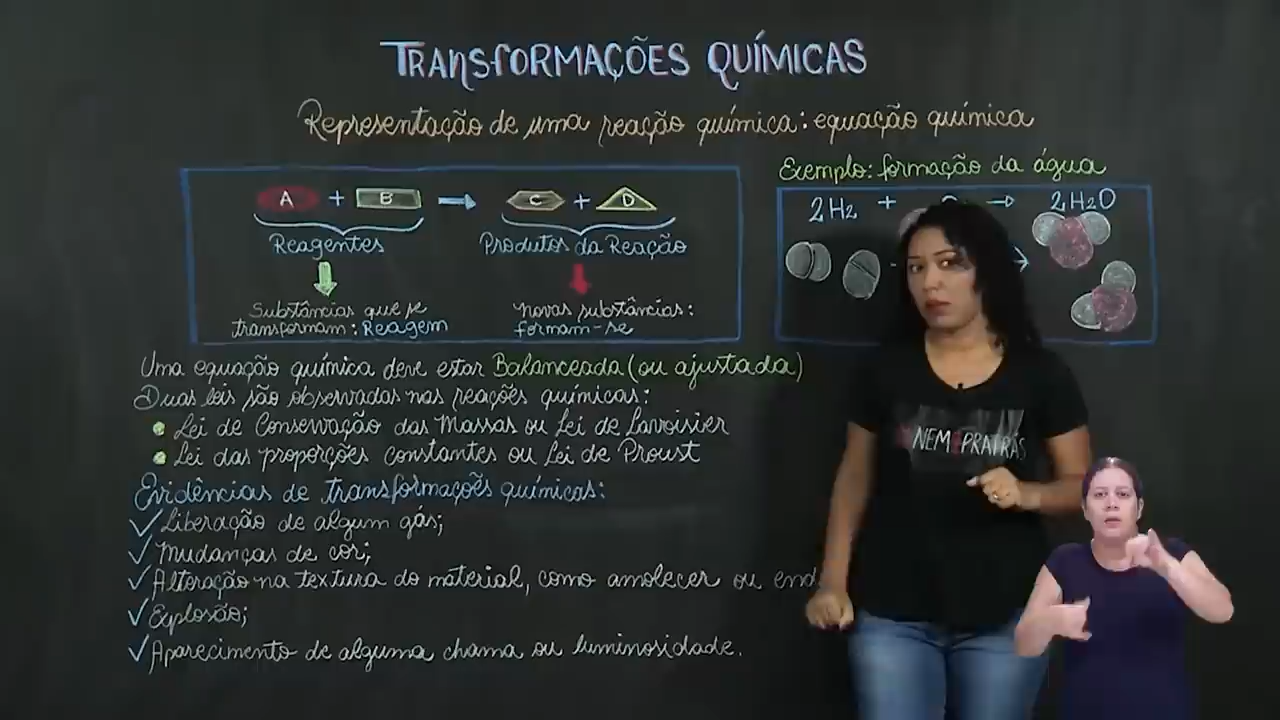 TRANSFORMAÇÕES QUÍMICAS
Representação de uma reação química: equação química
Exemplo: formação da água
A + B → C + D
2H₂ + → 2H₂O
Reagentes
Produtos da Reação
Substâncias que se
transformam: Reagem
novas substâncias:
formam-se
Uma equação química deve estar Balanceada (ou ajustada)
Duas leis são observadas nas reações químicas:
Lei de Conservação das Massas ou Lei de Lavoisier
Lei das proporções constantes ou Lei de Proust
Evidências de transformações químicas:
✓ Liberação de algum gás;
✓ Mudanças de cor;
✓ Alteração na textura do material, como amolecer ou
✓ Explosão;
✓ Aparecimento de alguma chama ou luminosidade.
NEM PRA TRÁS